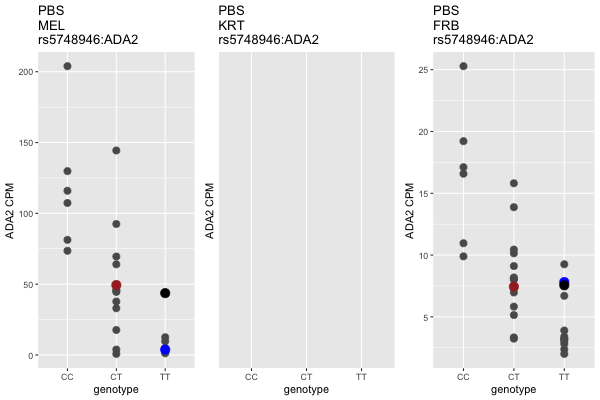 PBS
MEL
rs5748946:ADA2
ADA2 CPM
200
150
100
50
0
CC
CT
TT
genotype
PBS
KRT
rs5748946:ADA2
ADA2 CPM
CC
CT
TT
genotype
PBS
FRB
rs5748946:ADA2
ADA2 CPM
25
20
15
10
5
CC
CT
TT
genotype